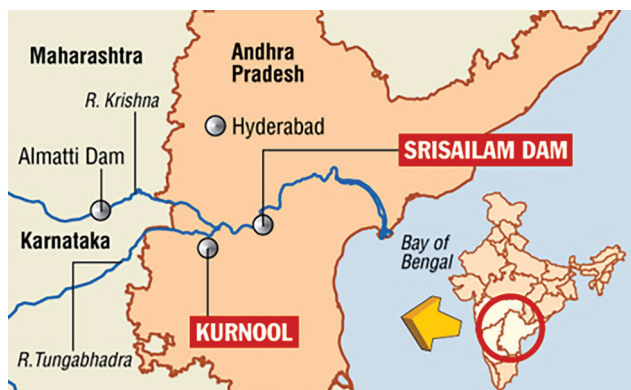 Maharashtra
Andhra
Pradesh
R. Krishna
Hyderabad
Almatti Dam
SRISAILAM DAM
Karnataka
Bay of
Bengal
KURNOOL
R.Tungabhadra